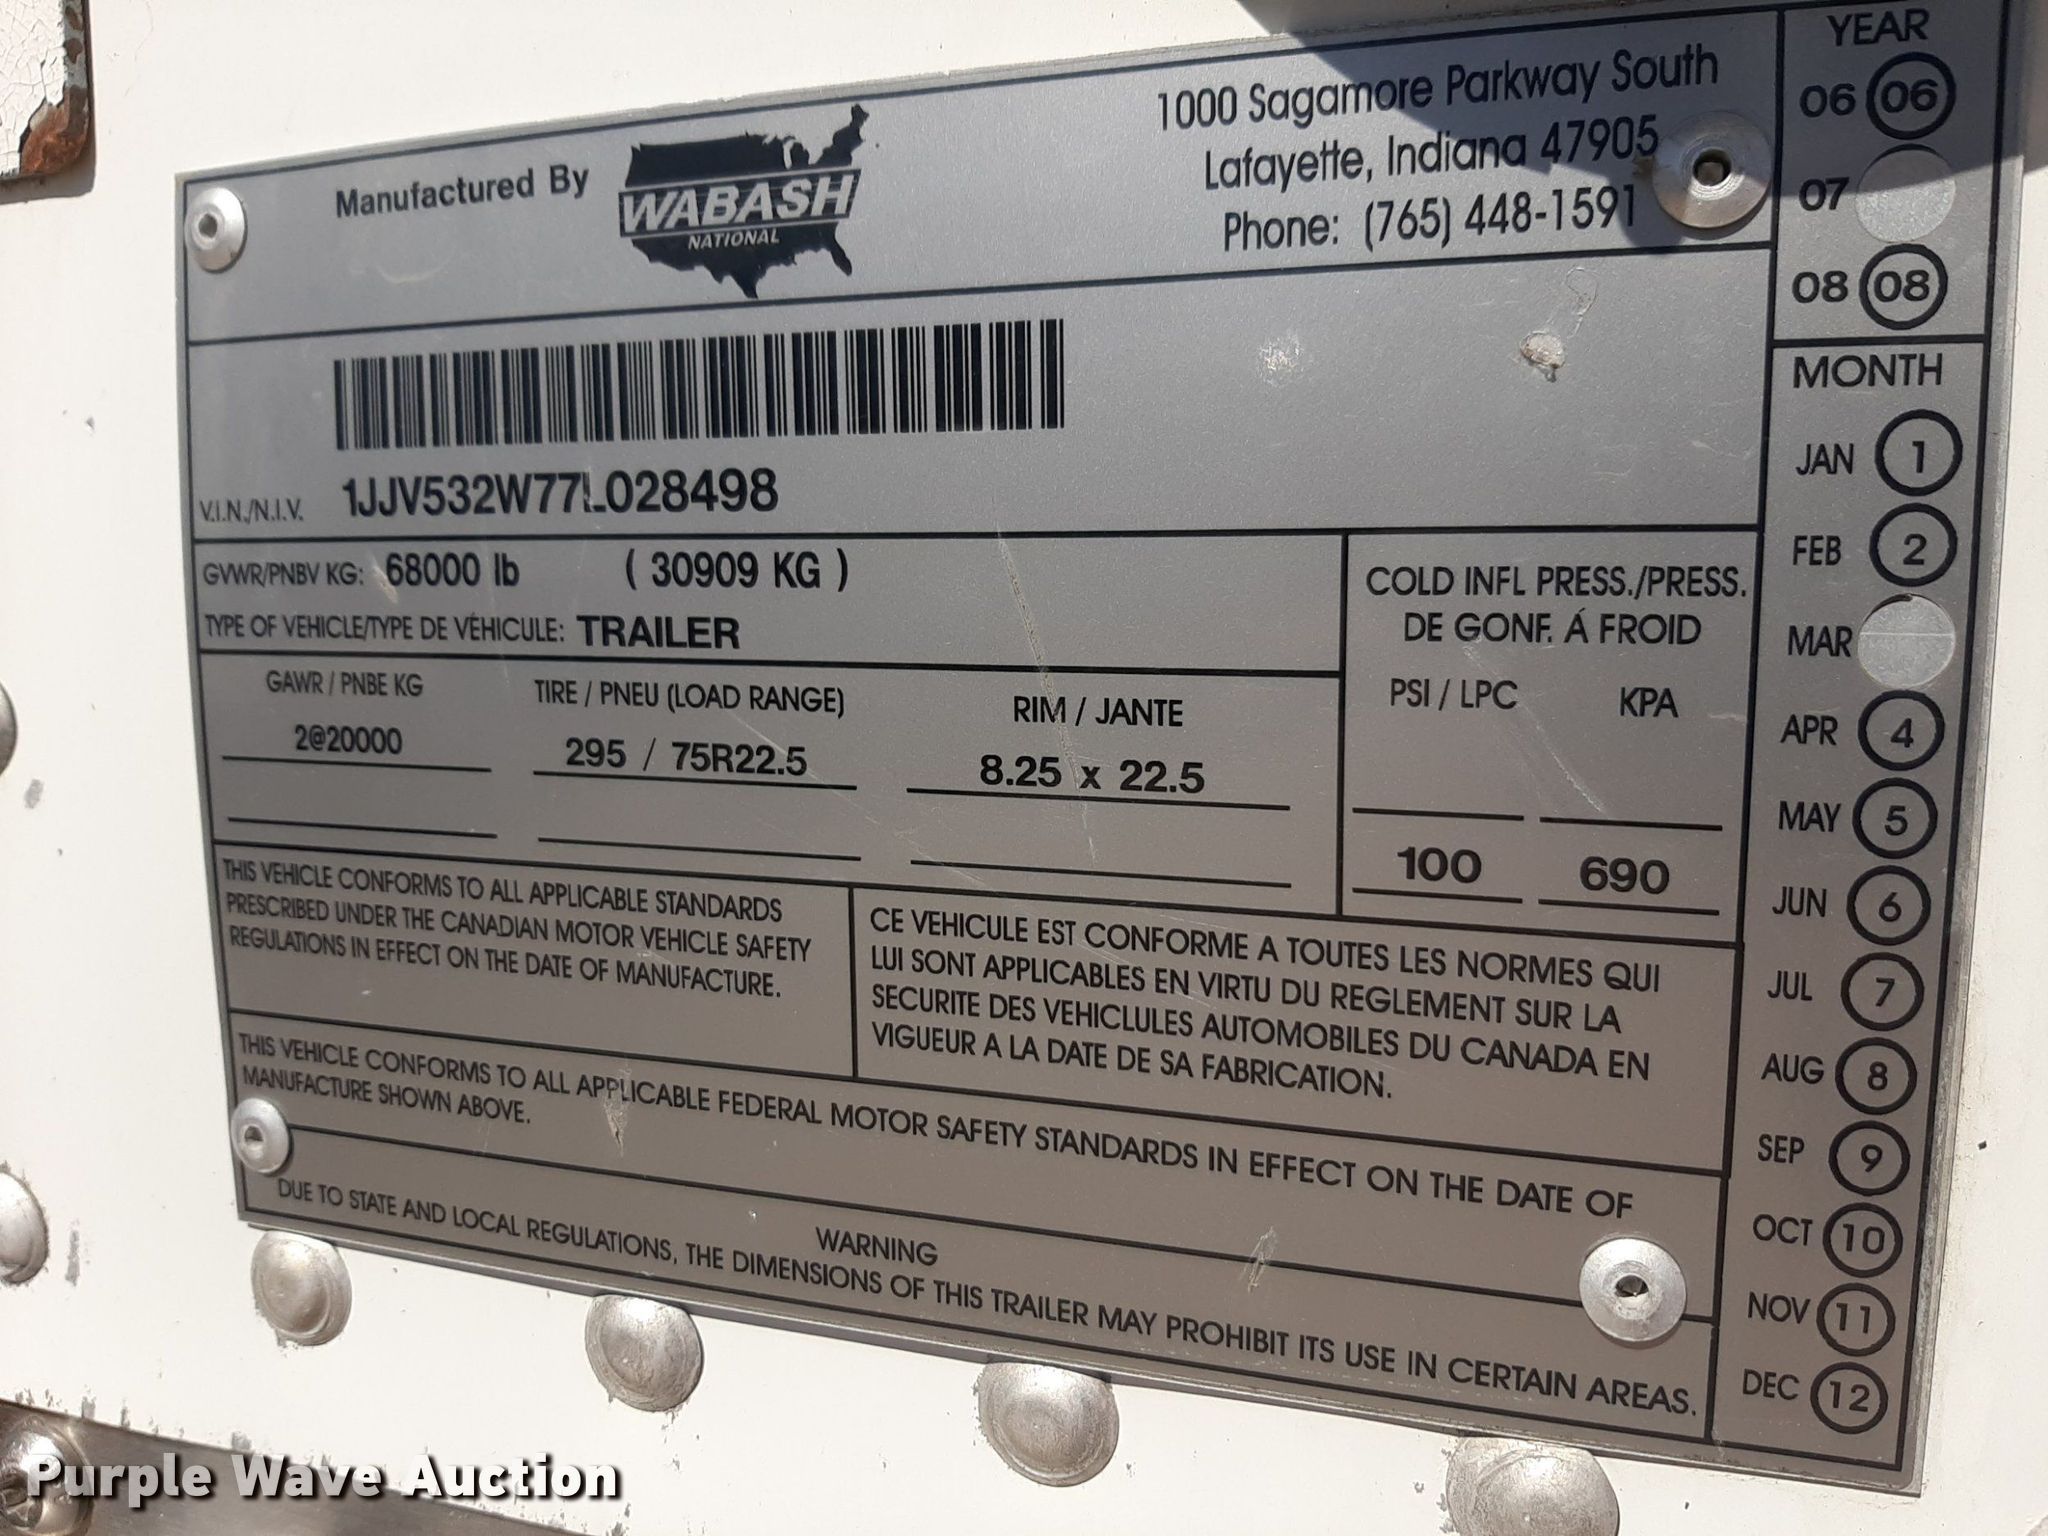 Manufactured By
WABASH
NATIONAL
1000 Sagamore Parkway South
Lafayette, Indiana 47905
Phone: (765) 448-1591
V.I.N./N.I.V. 1JJV532W77L028498
GVWR/PNBV KG: 68000 lb ( 30909 KG )
TYPE OF VEHICLE/TYPE DE VÉHICULE: TRAILER
GAWR / PNBE KG
2@20000
TIRE / PNEU (LOAD RANGE)
295 / 75R22.5
RIM / JANTE
8.25 x 22.5
COLD INFL PRESS./PRESS.
DE GONF. Á FROID
PSI / LPC KPA
100 690
THIS VEHICLE CONFORMS TO ALL APPLICABLE STANDARDS
PRESCRIBED UNDER THE CANADIAN MOTOR VEHICLE SAFETY
REGULATIONS IN EFFECT ON THE DATE OF MANUFACTURE.
CE VEHICULE EST CONFORME A TOUTES LES NORMES QUI
LUI SONT APPLICABLES EN VIRTU DU REGLEMENT SUR LA
SECURITE DES VEHICLULES AUTOMOBILES DU CANADA EN
VIGUEUR A LA DATE DE SA FABRICATION.
THIS VEHICLE CONFORMS TO ALL APPLICABLE FEDERAL MOTOR SAFETY STANDARDS IN EFFECT ON THE DATE OF
MANUFACTURE SHOWN ABOVE.
WARNING
DUE TO STATE AND LOCAL REGULATIONS, THE DIMENSIONS OF THIS TRAILER MAY PROHIBIT ITS USE IN CERTAIN AREAS.
YEAR
06 06
07
08 08
MONTH
JAN 1
FEB 2
MAR
APR 4
MAY 5
JUN 6
JUL 7
AUG 8
SEP 9
OCT 10
NOV 11
DEC 12
Purple Wave Auction